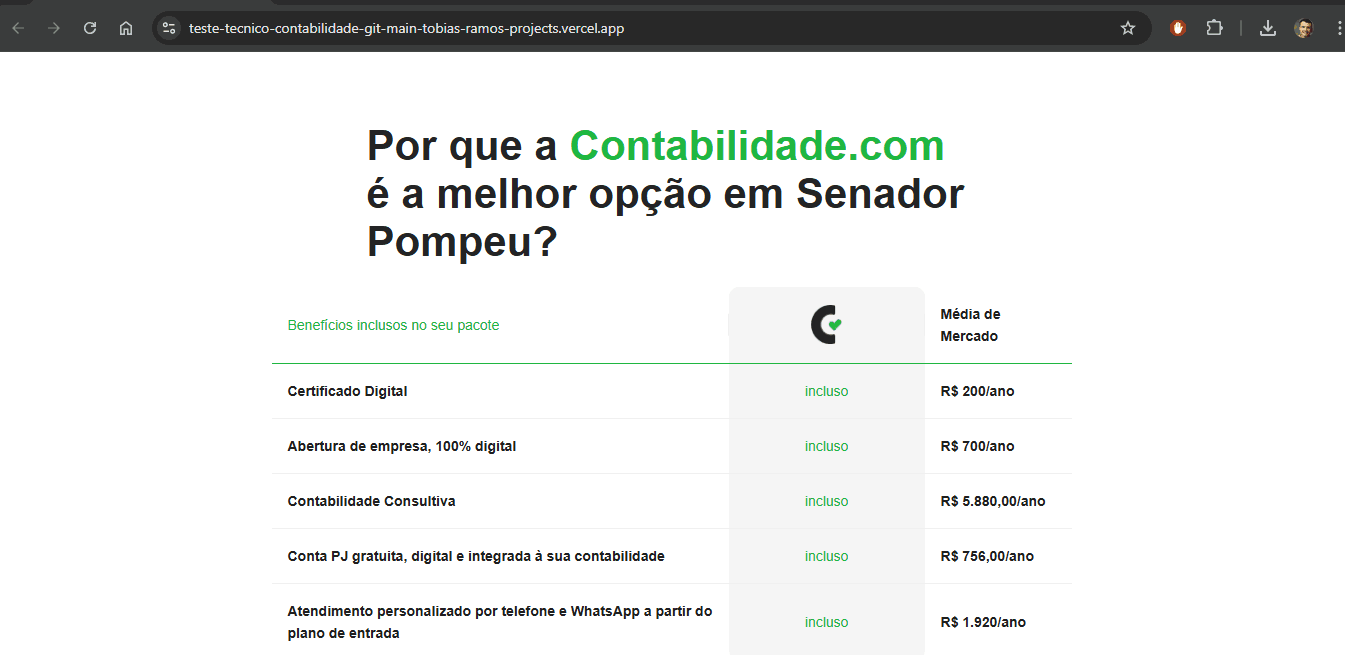 teste-tecnico-contabilidade-git-main-tobias-ramos-projects.vercel.app
Por que a Contabilidade.com
é a melhor opção em Senador
Pompeu?
Benefícios inclusos no seu pacote
Média de
Mercado
Certificado Digital
incluso
R$ 200/ano
Abertura de empresa, 100% digital
incluso
R$ 700/ano
Contabilidade Consultiva
incluso
R$ 5.880,00/ano
Conta PJ gratuita, digital e integrada à sua contabilidade
incluso
R$ 756,00/ano
Atendimento personalizado por telefone e WhatsApp a partir do
plano de entrada
incluso
R$ 1.920/ano